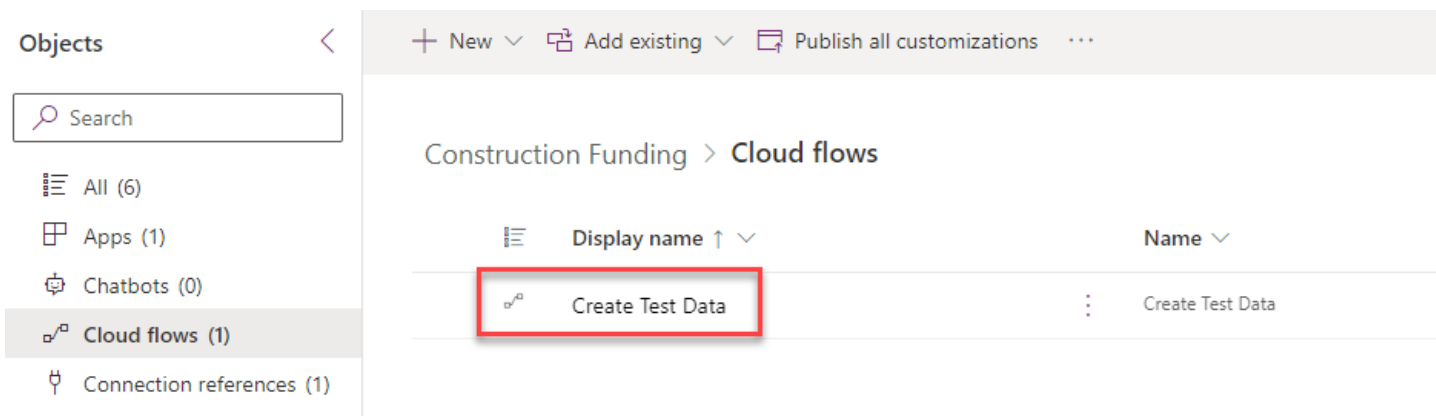 Objects
Search
All (6)
Apps (1)
Chatbots (0)
Cloud flows (1)
Connection references (1)
New Add existing Publish all customizations ···
Construction Funding > Cloud flows
Display name ↑ Name
Create Test Data Create Test Data